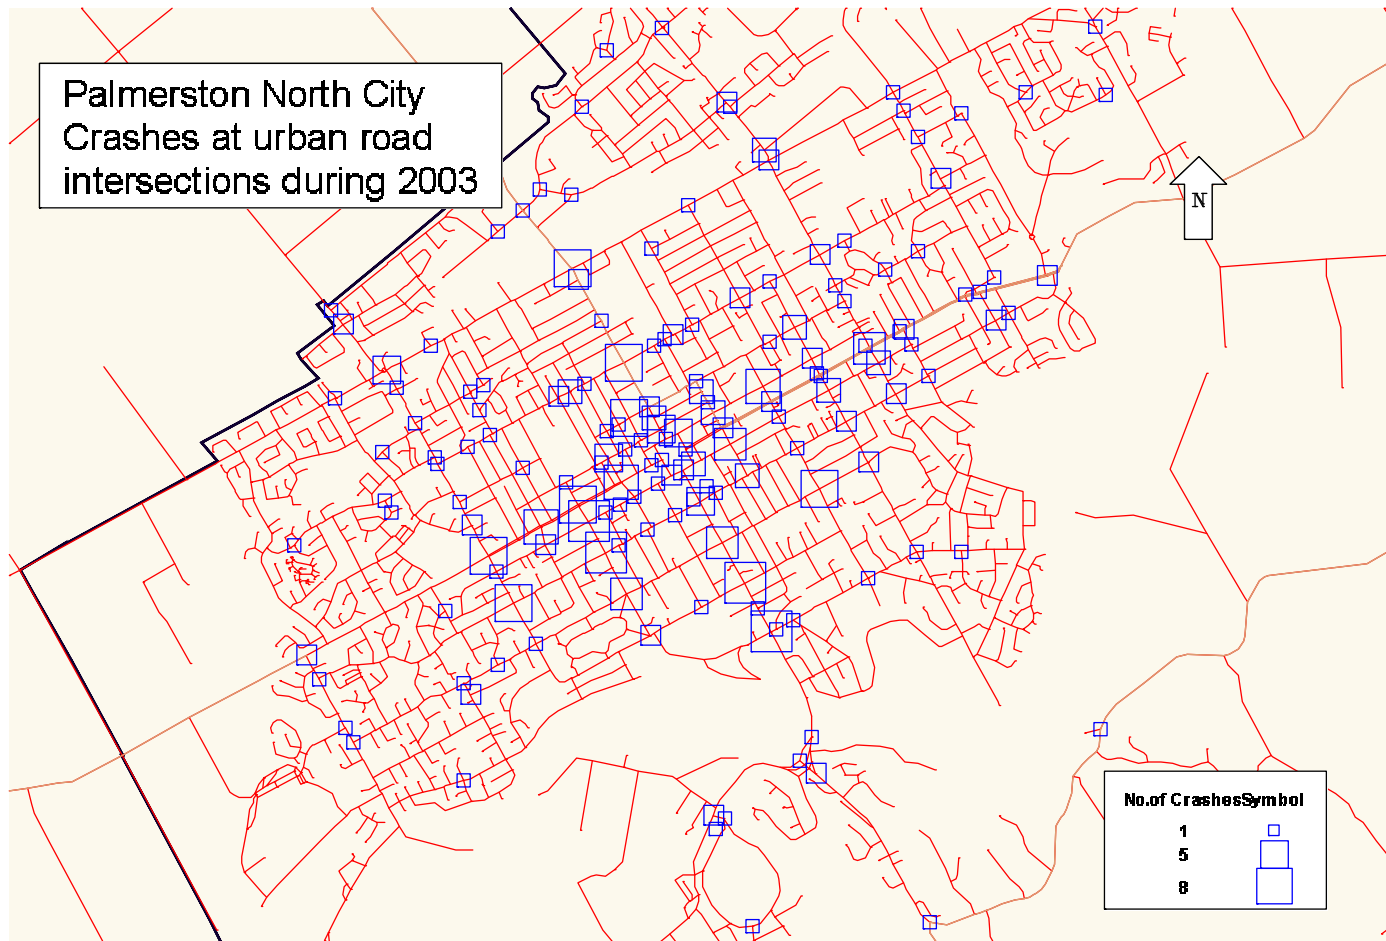 Palmerston North City
Crashes at urban road
intersections during 2003
N
No.of CrashesSymbol
1
5
8